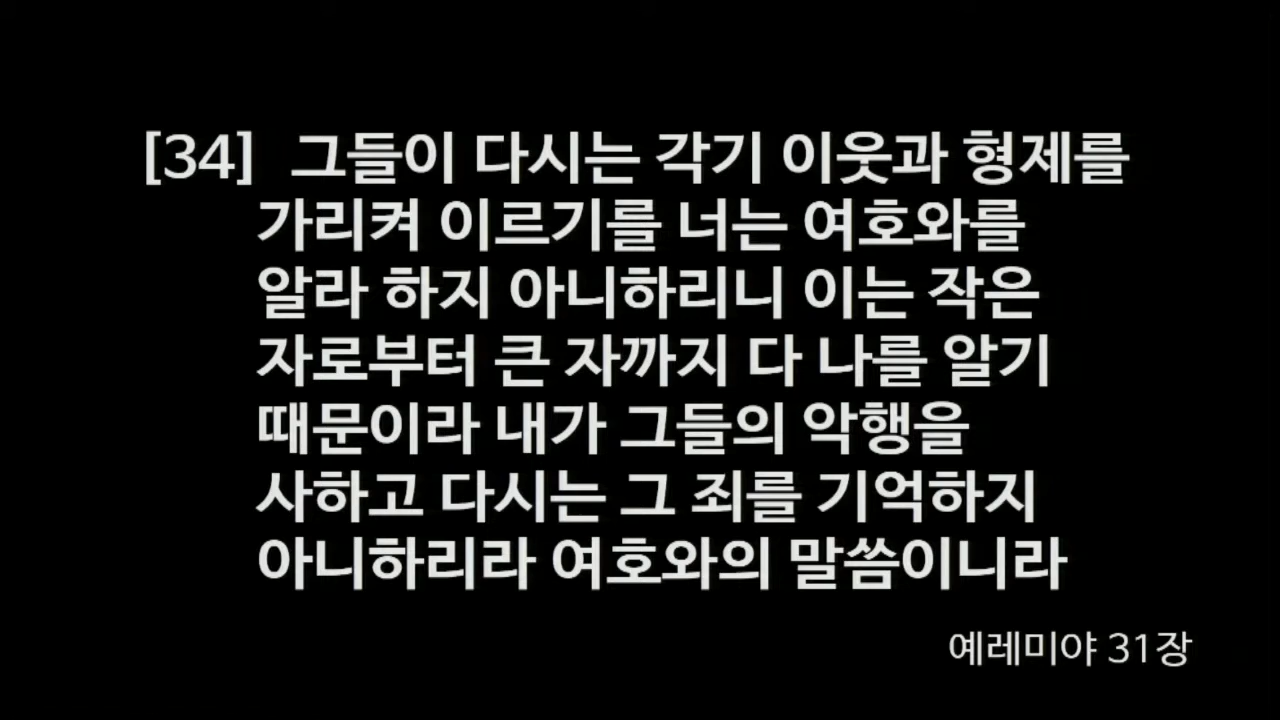 [34] 그들이 다시는 각기 이웃과 형제를
가리켜 이르기를 너는 여호와를
알라 하지 아니하리니 이는 작은
자로부터 큰 자까지 다 나를 알기
때문이라 내가 그들의 악행을
사하고 다시는 그 죄를 기억하지
아니하리라 여호와의 말씀이니라
예레미야 31장